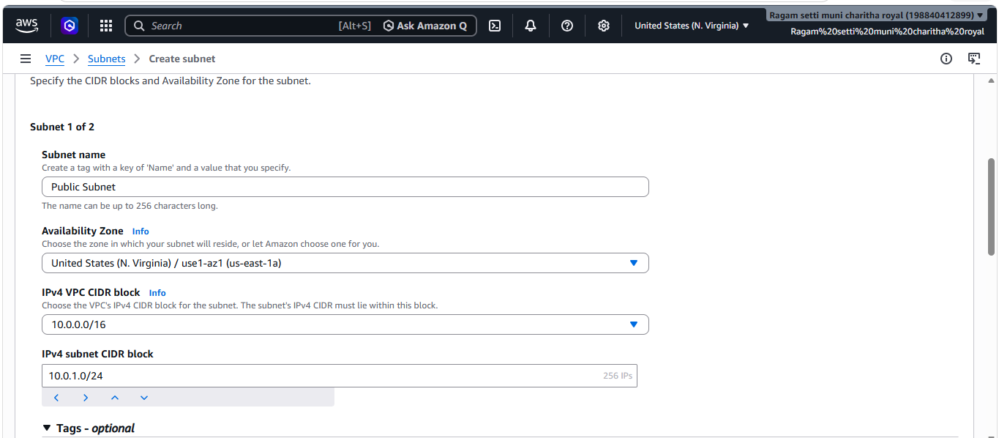 aws
Search [Alt+S] Ask Amazon Q United States (N. Virginia) ▼ Ragam setti muni charitha royal (198840412899) ▼
Ragam%20setti%20muni%20charitha%20royal
VPC > Subnets > Create subnet
Specify the CIDR blocks and Availability Zone for the subnet.
Subnet 1 of 2
Subnet name
Create a tag with a key of 'Name' and a value that you specify.
Public Subnet
The name can be up to 256 characters long.
Availability Zone Info
Choose the zone in which your subnet will reside, or let Amazon choose one for you.
United States (N. Virginia) / use1-az1 (us-east-1a)
IPv4 VPC CIDR block Info
Choose the VPC's IPv4 CIDR block for the subnet. The subnet's IPv4 CIDR must lie within this block.
10.0.0.0/16
IPv4 subnet CIDR block
10.0.1.0/24 256 IPs
▼ Tags - optional